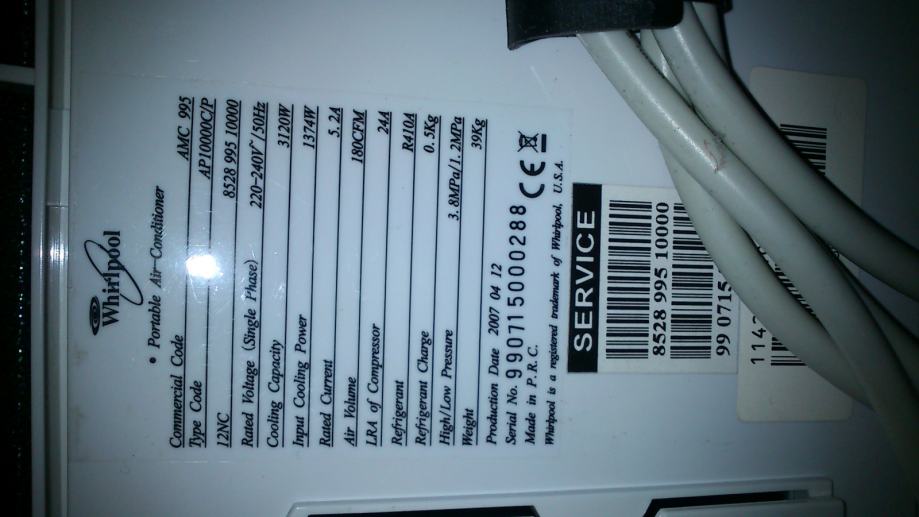 Whirlpool
• Portable Air-Conditioner
Commercial Code AMC 995
Type Code AP1000C/P
12NC 8528 995 10000
Rated Voltage (Single Phase) 220-240V~/50Hz
Cooling Capacity 3120W
Input Cooling Power 1374W
Rated Current 5.2A
Air Volume 180CFM
LRA of Compressor 24A
Refrigerant R410A
Refrigerant Charge 0.5Kg
High/Low Pressure 3.8MPa/1.2MPa
Weight 39Kg
Production Date 2007 04 12
Serial No. 990715000288 CE
Made in P.R.C.
Whirlpool is a registered trademark of Whirlpool, U.S.A.
SERVICE
8528 995 10000
99 0715
114